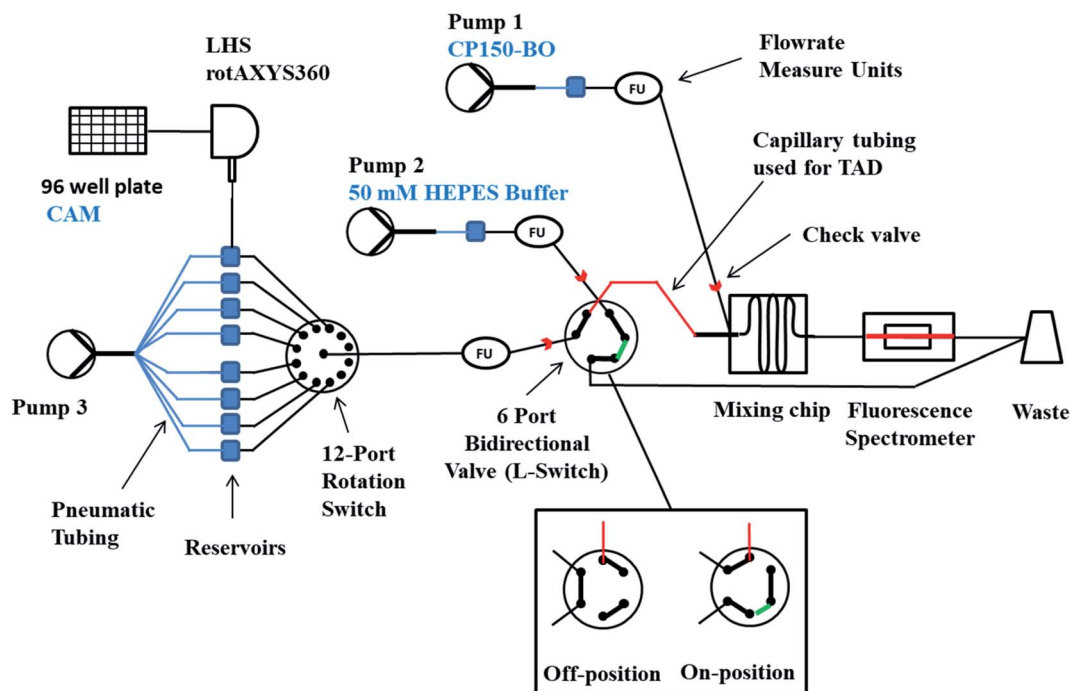 Pump 1
CP150-BO
FU
Flowrate
Measure Units
LHS
rotAXYS360
96 well plate
CAM
Pump 2
50 mM HEPES Buffer
FU
Capillary tubing
used for TAD
Check valve
Pump 3
FU
Pneumatic
Tubing
Reservoirs
12-Port
Rotation
Switch
6 Port
Bidirectional
Valve (L-Switch)
Mixing chip
Fluorescence
Spectrometer
Waste
Off-position
On-position